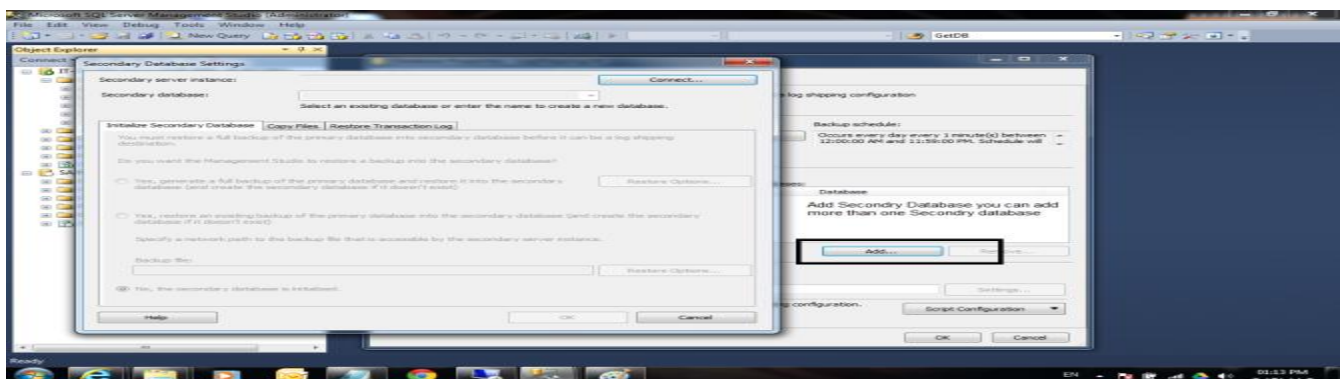 Microsoft SQL Server Management Studio (Administrator)
File Edit View Debug Tools Window Help
New Query
GetDB
Object Explorer
Connect
IT-
SA
Secondary Database Settings
Secondary server instance:
Connect...
Secondary database:
Select an existing database or enter the name to create a new database.
Initialize Secondary Database Copy Files Restore Transaction Log
You must restore a full backup of the primary database into secondary database before it can be a log shipping
destination.
Do you want the Management Studio to restore a backup into the secondary database?
Yes, generate a full backup of the primary database and restore it into the secondary
database (and create the secondary database if it doesn't exist)
Restore Options...
Yes, restore an existing backup of the primary database into the secondary database (and create the secondary
database if it doesn't exist)
Specify a network path to the backup file that is accessible by the secondary server instance.
Backup file:
Restore Options...
No, the secondary database is initialized.
Help
OK
Cancel
log shipping configuration
Backup schedule:
Occurs every day every 1 minute(s) between
12:00:00 AM and 11:59:00 PM. Schedule will
Database
Add Secondry Database you can add
more than one Secondry database
Add...
Remove...
Settings...
configuration.
Script Configuration
OK
Cancel
Ready
EN
01:13 PM